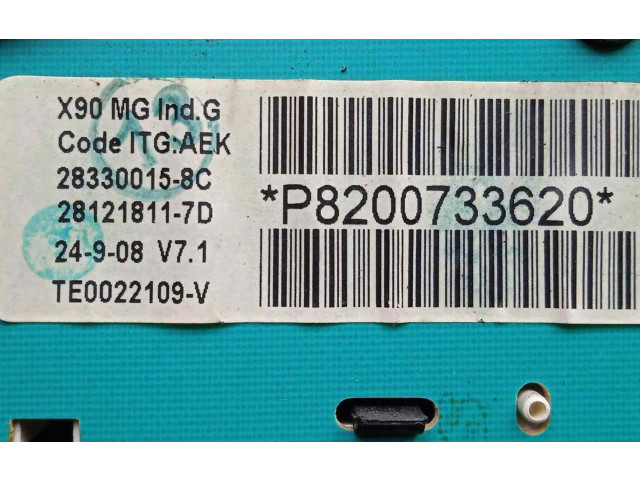 X90 MG Ind.G
Code ITG:AEK
28330015-8C
28121811-7D
24-9-08 V7.1
TE0022109-V
*P8200733620*